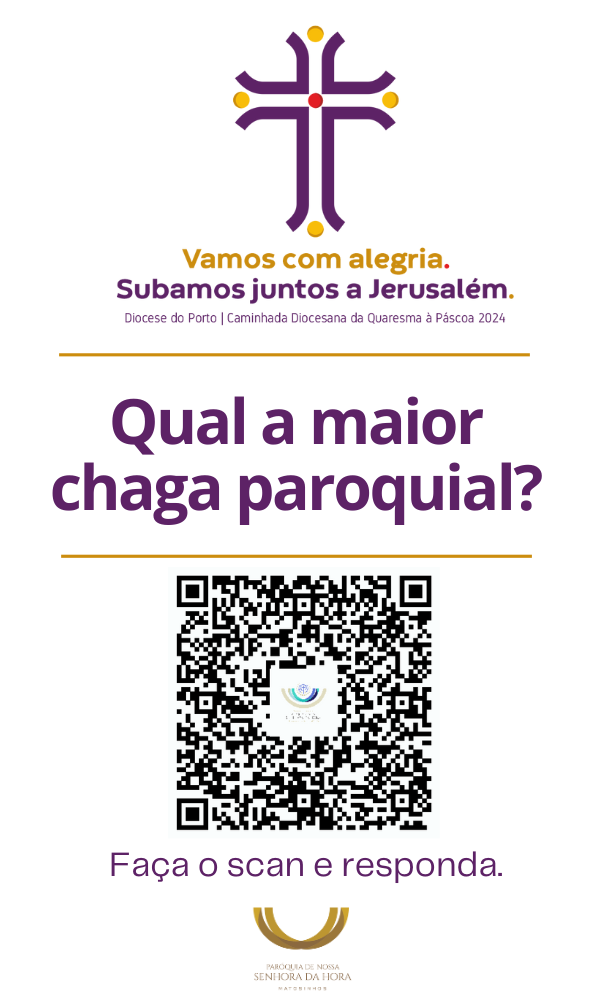 Vamos com alegria.
Subamos juntos a Jerusalém.
Diocese do Porto | Caminhada Diocesana da Quaresma à Páscoa 2024
Qual a maior
chaga paroquial?
Faça o scan e responda.
PARÓQUIA DE NOSSA
SENHORA DA HORA
MATOSINHOS